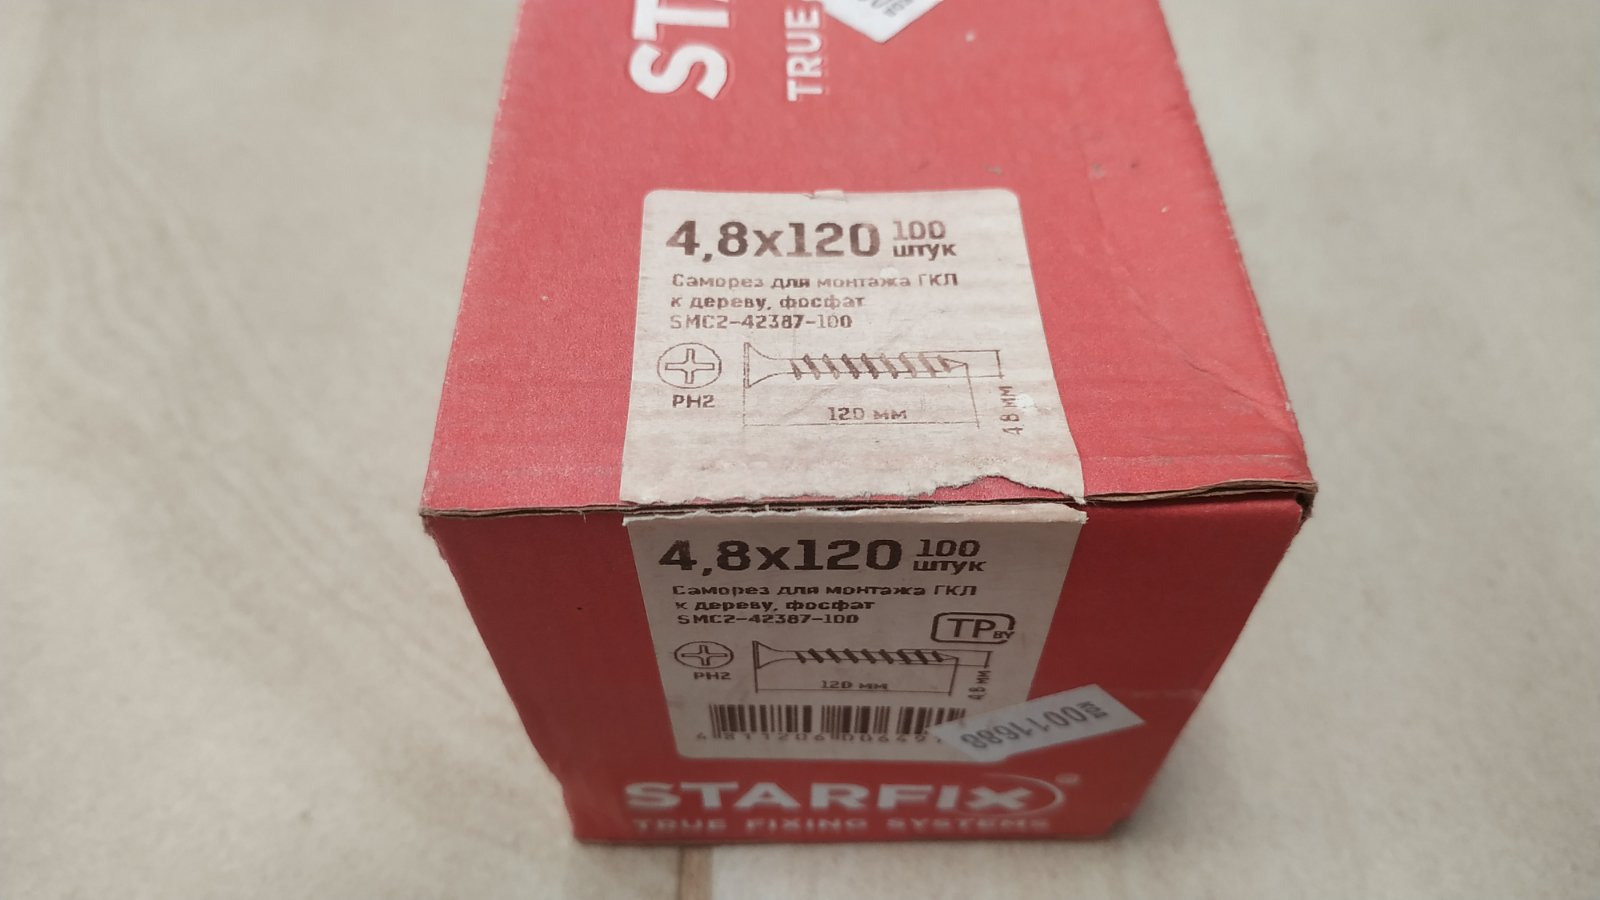 TRUE
4,8x120 100 штук
Саморез для монтажа ГКЛ
к дереву, фосфат
SMC2-42387-100
PH2
120 мм
4,8 мм
4,8x120 100 штук
Саморез для монтажа ГКЛ
к дереву, фосфат
SMC2-42387-100
TP BY
PH2
120 мм
4,8 мм
481120600649
0011688
STARFIX®
TRUE FIXING SYSTEMS